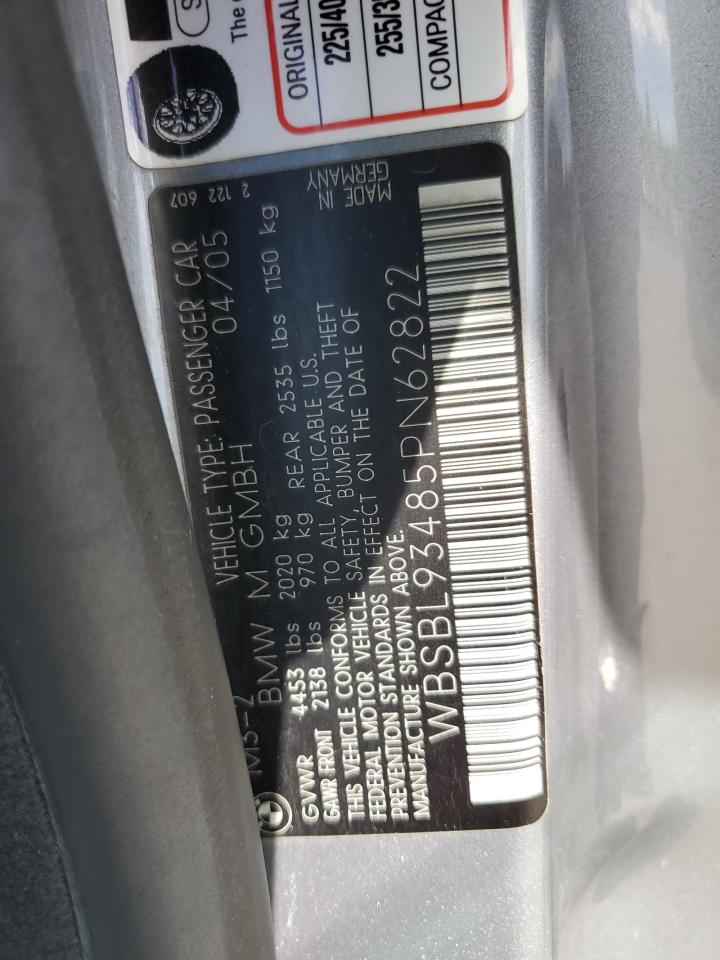 S
The
ORIGINAL
225/40
255/3
COMPAC
2 122 607
M3-2
VEHICLE TYPE: PASSENGER CAR
BMW M GMBH 04/05
GVWR 4453 lbs 2020 kg
GAWR FRONT 2138 lbs 970 kg REAR 2535 lbs 1150 kg
THIS VEHICLE CONFORMS TO ALL APPLICABLE U.S.
FEDERAL MOTOR VEHICLE SAFETY, BUMPER AND THEFT
PREVENTION STANDARDS IN EFFECT ON THE DATE OF
MANUFACTURE SHOWN ABOVE.
MADE IN
GERMANY
WBSBL93485PN62822